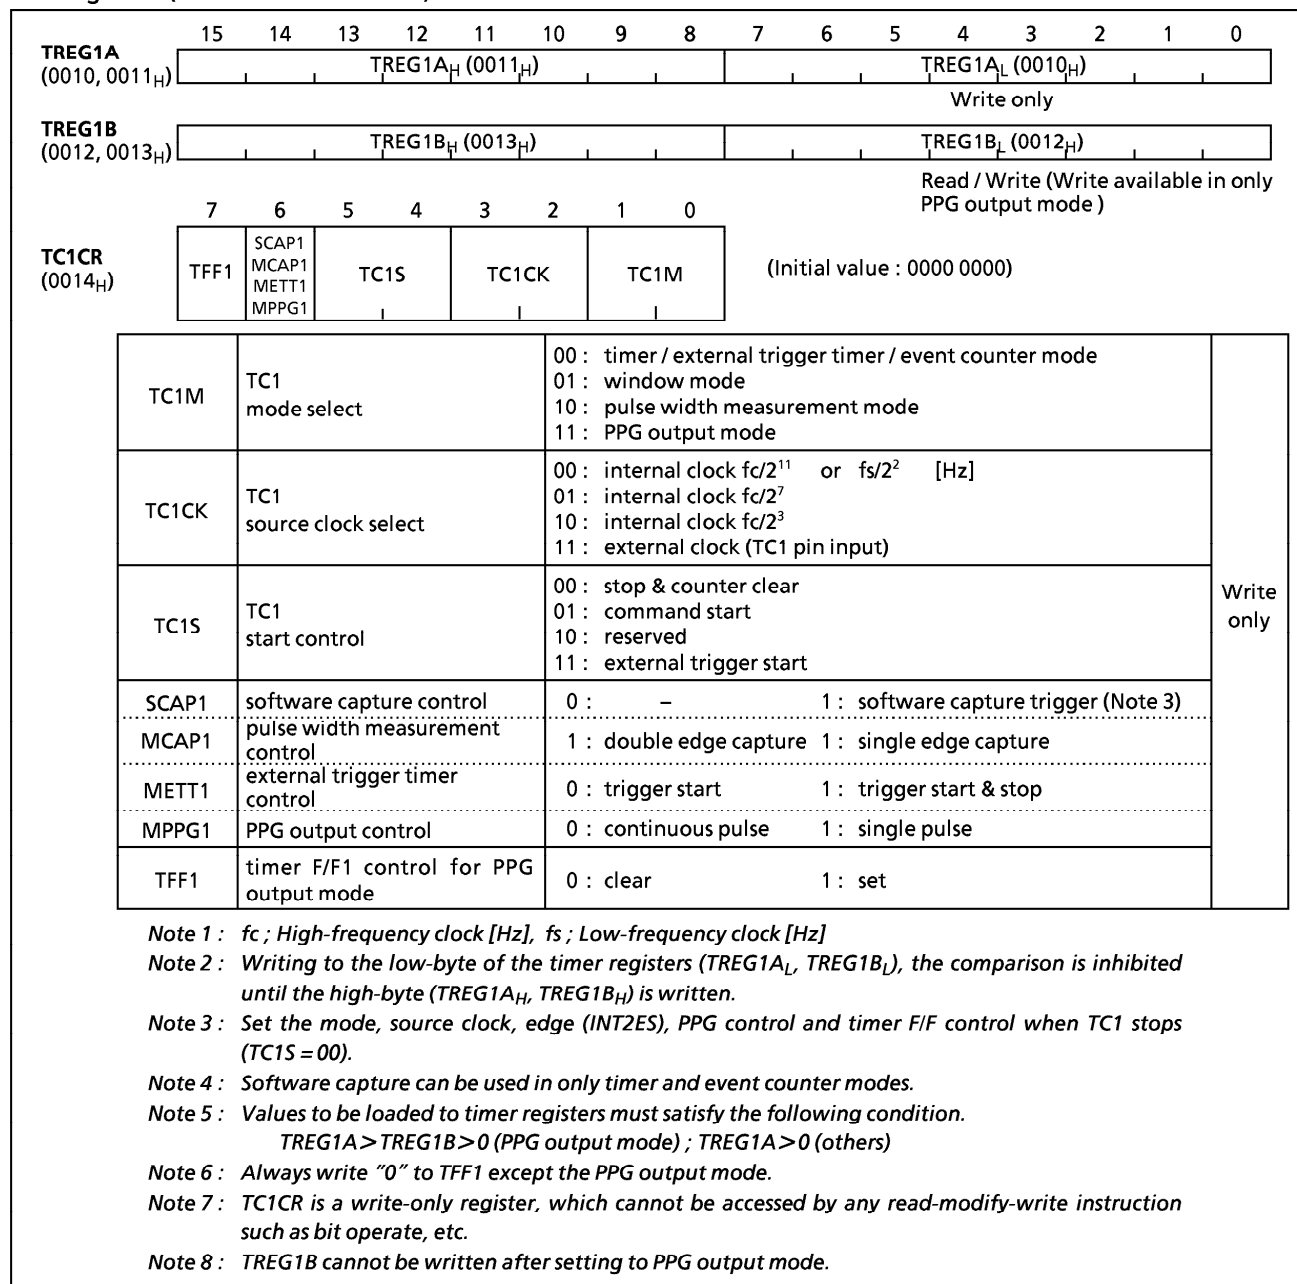 15 14 13 12 11 10 9 8 7 6 5 4 3 2 1 0
TREG1A
(0010, 0011H)
TREG1AH (0011H) TREG1AL (0010H)
Write only
TREG1B
(0012, 0013H)
TREG1BH (0013H) TREG1BL (0012H)
Read / Write (Write available in only
PPG output mode )
7 6 5 4 3 2 1 0
TC1CR
(0014H)
TFF1
SCAP1
MCAP1
METT1
MPPG1
TC1S TC1CK TC1M
(Initial value : 0000 0000)
TC1M
TC1
mode select
00 : timer / external trigger timer / event counter mode
01 : window mode
10 : pulse width measurement mode
11 : PPG output mode
TC1CK
TC1
source clock select
00 : internal clock fc/2¹¹ or fs/2² [Hz]
01 : internal clock fc/2⁷
10 : internal clock fc/2³
11 : external clock (TC1 pin input)
TC1S
TC1
start control
00 : stop & counter clear
01 : command start
10 : reserved
11 : external trigger start
Write
only
SCAP1 software capture control 0 : – 1 : software capture trigger (Note 3)
MCAP1
pulse width measurement
control
1 : double edge capture 1 : single edge capture
METT1
external trigger timer
control
0 : trigger start 1 : trigger start & stop
MPPG1 PPG output control 0 : continuous pulse 1 : single pulse
TFF1
timer F/F1 control for PPG
output mode
0 : clear 1 : set
Note 1 : fc ; High-frequency clock [Hz], fs ; Low-frequency clock [Hz]
Note 2 : Writing to the low-byte of the timer registers (TREG1AL, TREG1BL), the comparison is inhibited
until the high-byte (TREG1AH, TREG1BH) is written.
Note 3 : Set the mode, source clock, edge (INT2ES), PPG control and timer F/F control when TC1 stops
(TC1S = 00).
Note 4 : Software capture can be used in only timer and event counter modes.
Note 5 : Values to be loaded to timer registers must satisfy the following condition.
TREG1A > TREG1B > 0 (PPG output mode) ; TREG1A > 0 (others)
Note 6 : Always write "0" to TFF1 except the PPG output mode.
Note 7 : TC1CR is a write-only register, which cannot be accessed by any read-modify-write instruction
such as bit operate, etc.
Note 8 : TREG1B cannot be written after setting to PPG output mode.